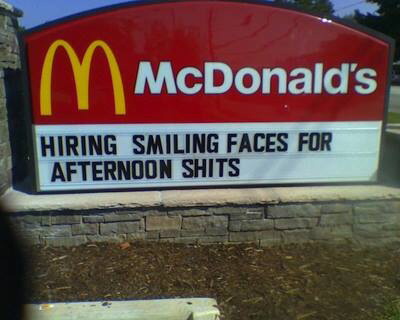 McDonald's
HIRING SMILING FACES FOR
AFTERNOON SHITS